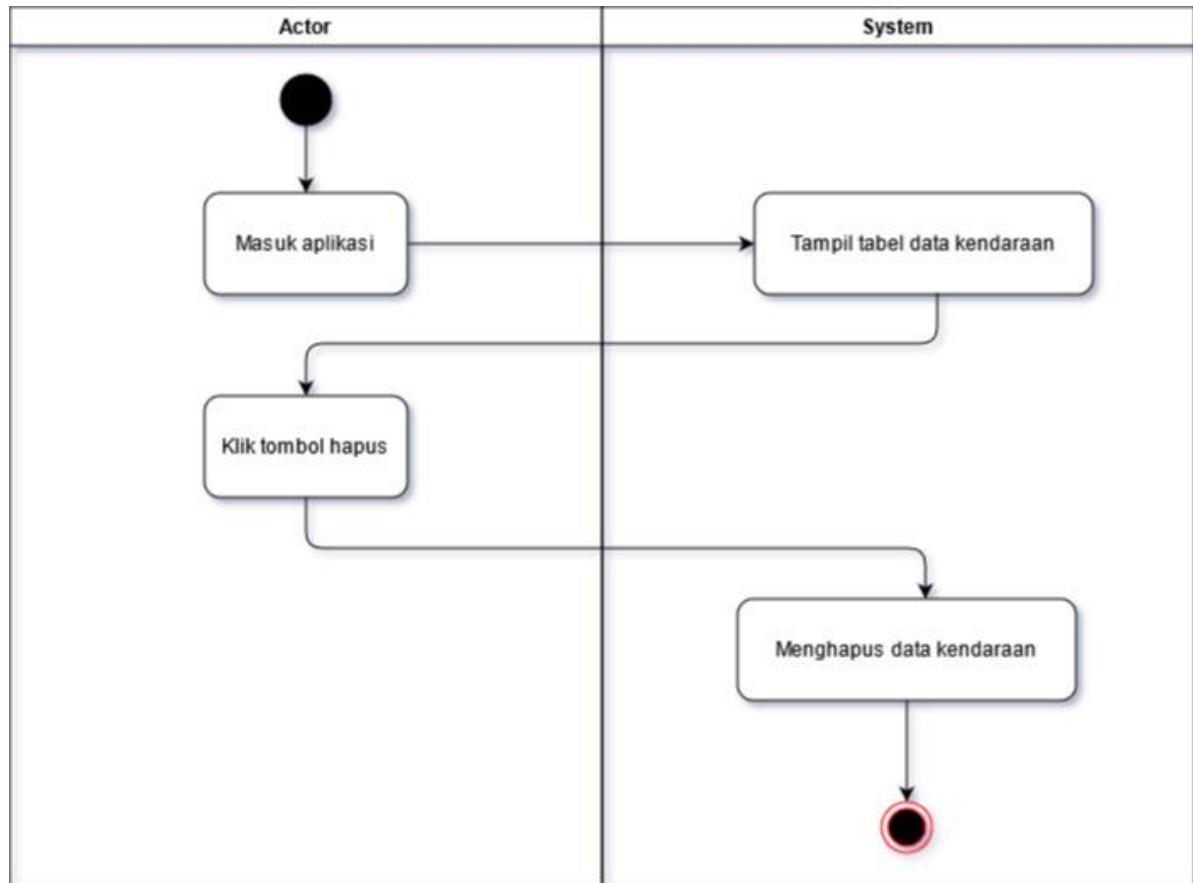 Actor
System
Masuk aplikasi
Tampil tabel data kendaraan
Klik tombol hapus
Menghapus data kendaraan